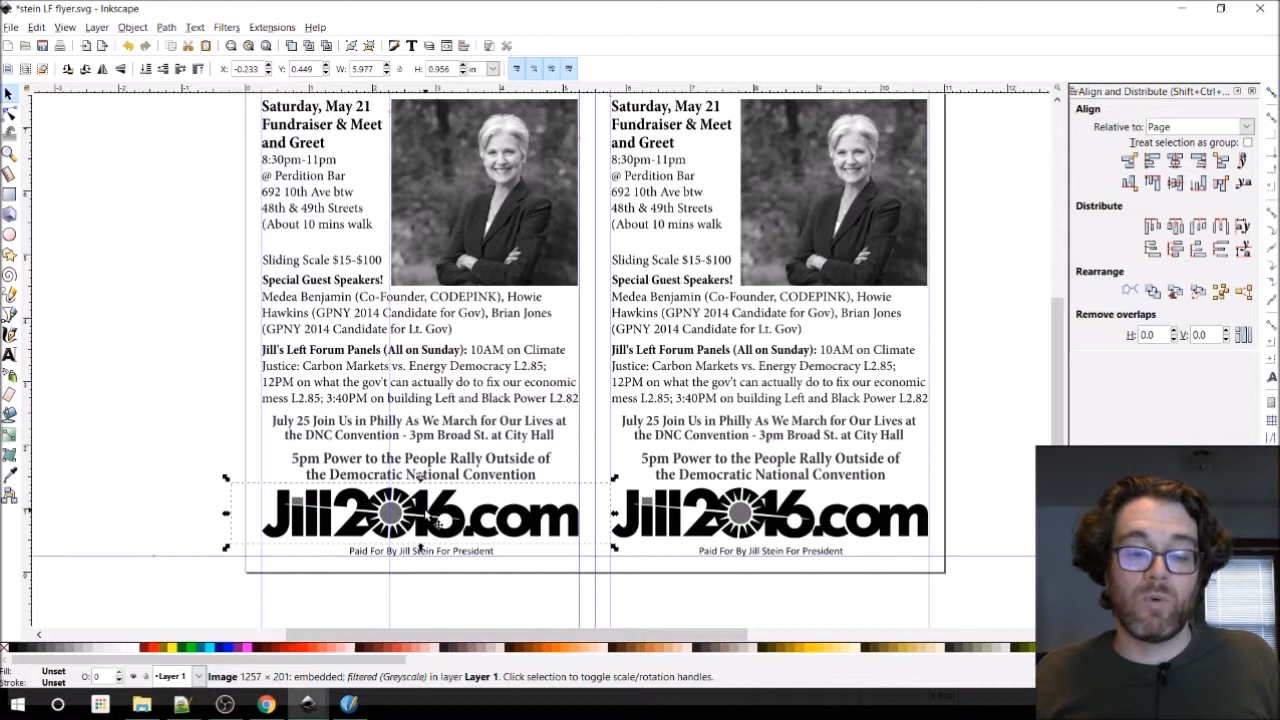 *stein LF flyer.svg - Inkscape
File Edit View Layer Object Path Text Filters Extensions Help
X: -0.233 Y: 0.449 W: 5.977 H: 0.956 in
Align and Distribute (Shift+Ctrl+...
Align
Relative to: Page
Treat selection as group:
Distribute
Rearrange
Remove overlaps
H: 0.0 V: 0.0
Saturday, May 21
Fundraiser & Meet
and Greet
8:30pm-11pm
@ Perdition Bar
692 10th Ave btw
48th & 49th Streets
(About 10 mins walk
Sliding Scale $15-$100
Special Guest Speakers!
Medea Benjamin (Co-Founder, CODEPINK), Howie
Hawkins (GPNY 2014 Candidate for Gov), Brian Jones
(GPNY 2014 Candidate for Lt. Gov)
Jill's Left Forum Panels (All on Sunday): 10AM on Climate
Justice: Carbon Markets vs. Energy Democracy L2.85;
12PM on what the gov't can actually do to fix our economic
mess L2.85; 3:40PM on building Left and Black Power L2.82
July 25 Join Us in Philly As We March for Our Lives at
the DNC Convention - 3pm Broad St. at City Hall
5pm Power to the People Rally Outside of
the Democratic National Convention
Jill2016.com
Paid For By Jill Stein For President
Saturday, May 21
Fundraiser & Meet
and Greet
8:30pm-11pm
@ Perdition Bar
692 10th Ave btw
48th & 49th Streets
(About 10 mins walk
Sliding Scale $15-$100
Special Guest Speakers!
Medea Benjamin (Co-Founder, CODEPINK), Howie
Hawkins (GPNY 2014 Candidate for Gov), Brian Jones
(GPNY 2014 Candidate for Lt. Gov)
Jill's Left Forum Panels (All on Sunday): 10AM on Climate
Justice: Carbon Markets vs. Energy Democracy L2.85;
12PM on what the gov't can actually do to fix our economic
mess L2.85; 3:40PM on building Left and Black Power L2.82
July 25 Join Us in Philly As We March for Our Lives at
the DNC Convention - 3pm Broad St. at City Hall
5pm Power to the People Rally Outside of
the Democratic National Convention
Jill2016.com
Paid For By Jill Stein For President
Fill: Unset
Stroke: Unset
O: 0
Layer 1
Image 1257 × 201: embedded; filtered (Greyscale) in layer Layer 1. Click selection to toggle scale/rotation handles.